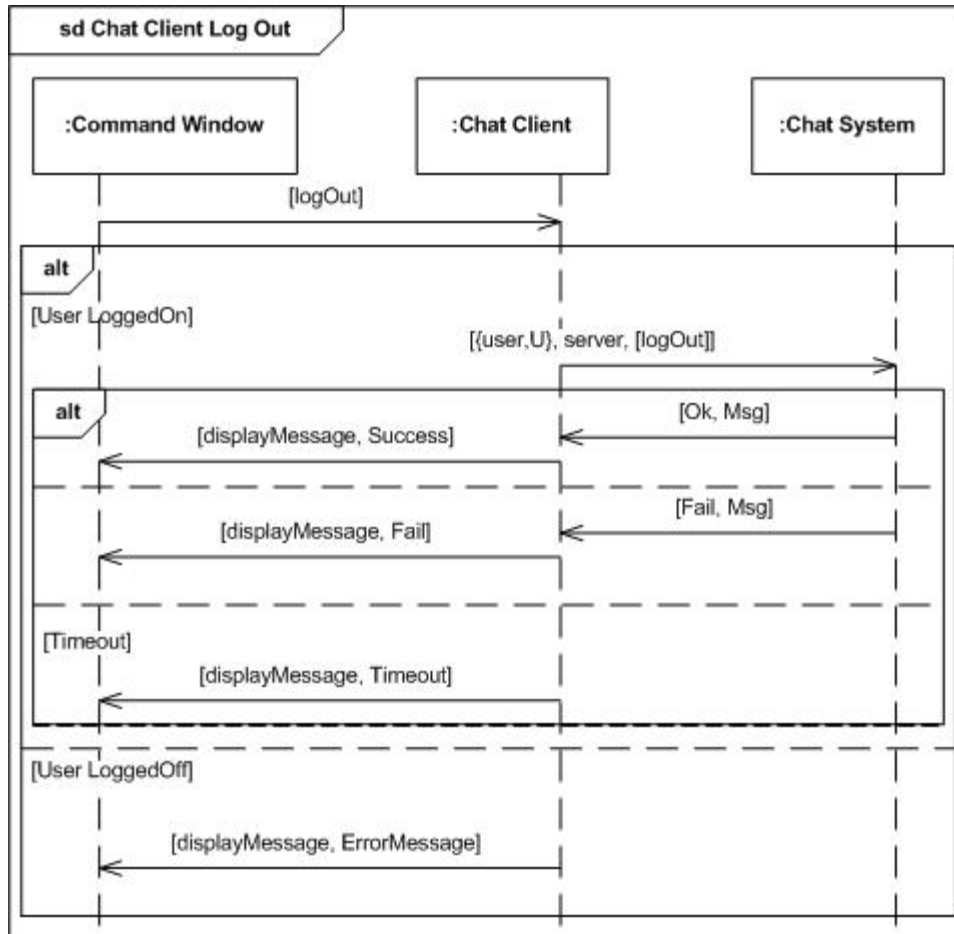 sd Chat Client Log Out
:Command Window
:Chat Client
:Chat System
[logOut]
alt
[User LoggedOn]
[{user,U}, server, [logOut]]
alt
[Ok, Msg]
[displayMessage, Success]
[Fail, Msg]
[displayMessage, Fail]
[Timeout]
[displayMessage, Timeout]
[User LoggedOff]
[displayMessage, ErrorMessage]